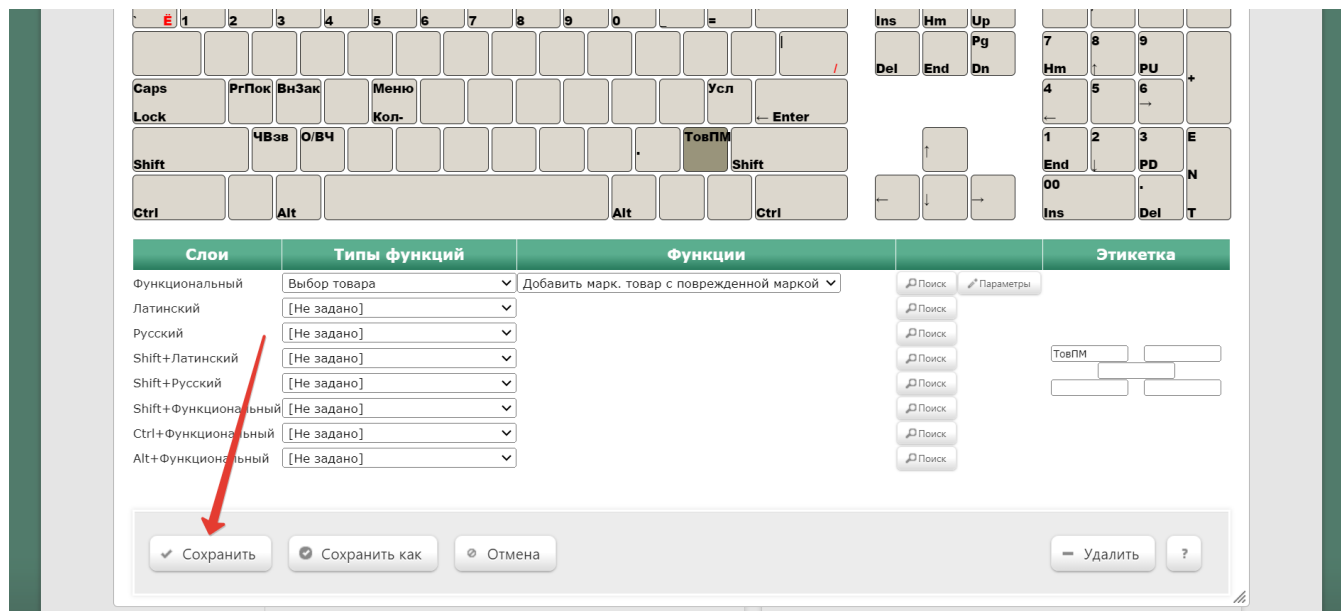 ` Ё 1 2 3 4 5 6 7 8 9 0 _ = Ins Hm Up
| Pg 7 8 9
/ Del End Dn Hm ↑ PU +
Caps РгПок ВнЗак Меню Усл 4 5 6
Lock Кол- ← Enter ← →
ЧВзв О/ВЧ ТовПМ 1 2 3 E
Shift . Shift ↑ End ↓ PD N
00 .
Ctrl Alt Alt Ctrl ← ↓ → Ins Del T
Слои Типы функций Функции Этикетка
Функциональный Выбор товара Добавить марк. товар с поврежденной маркой Поиск Параметры
Латинский [Не задано] Поиск
Русский [Не задано] Поиск
Shift+Латинский [Не задано] Поиск ТовПМ
Shift+Русский [Не задано] Поиск
Shift+Функциональный [Не задано] Поиск
Ctrl+Функциональный [Не задано] Поиск
Alt+Функциональный [Не задано] Поиск
Сохранить Сохранить как Отмена Удалить ?